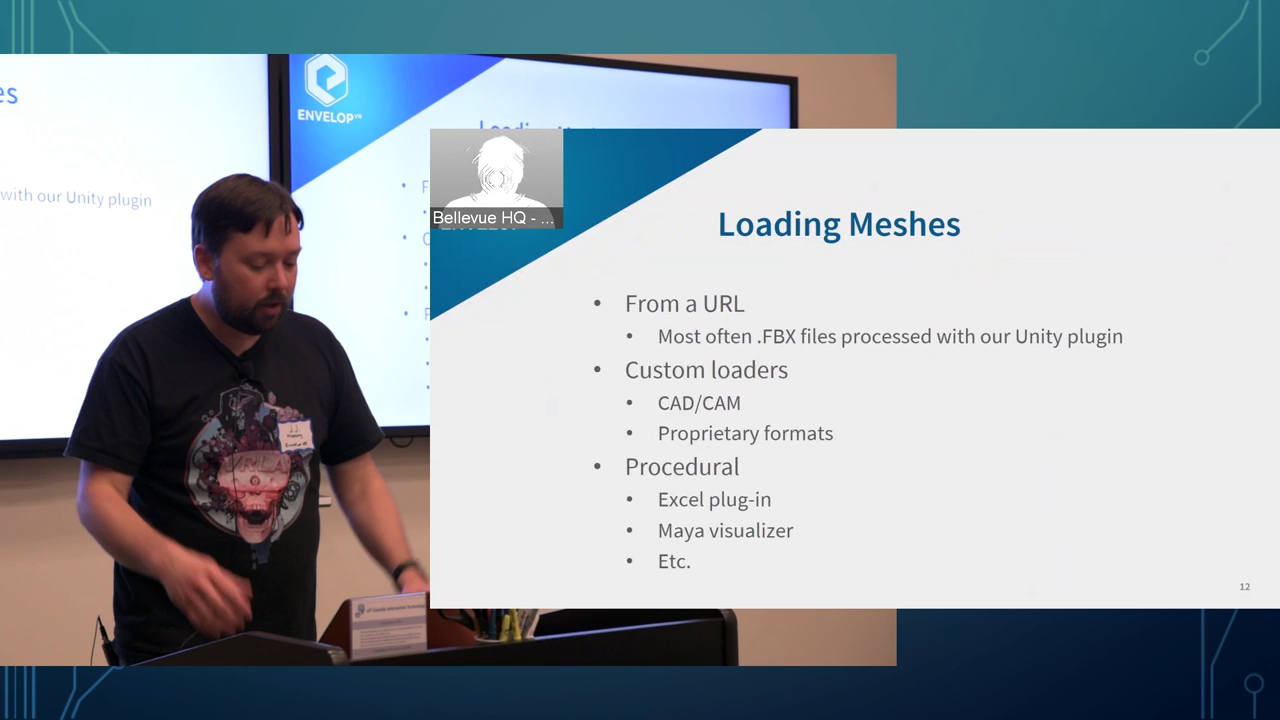 es
with our Unity plugin
ENVELOP
Bellevue HQ - ...
Loading Meshes
• From a URL
• Most often .FBX files processed with our Unity plugin
• Custom loaders
• CAD/CAM
• Proprietary formats
• Procedural
• Excel plug-in
• Maya visualizer
• Etc.
12